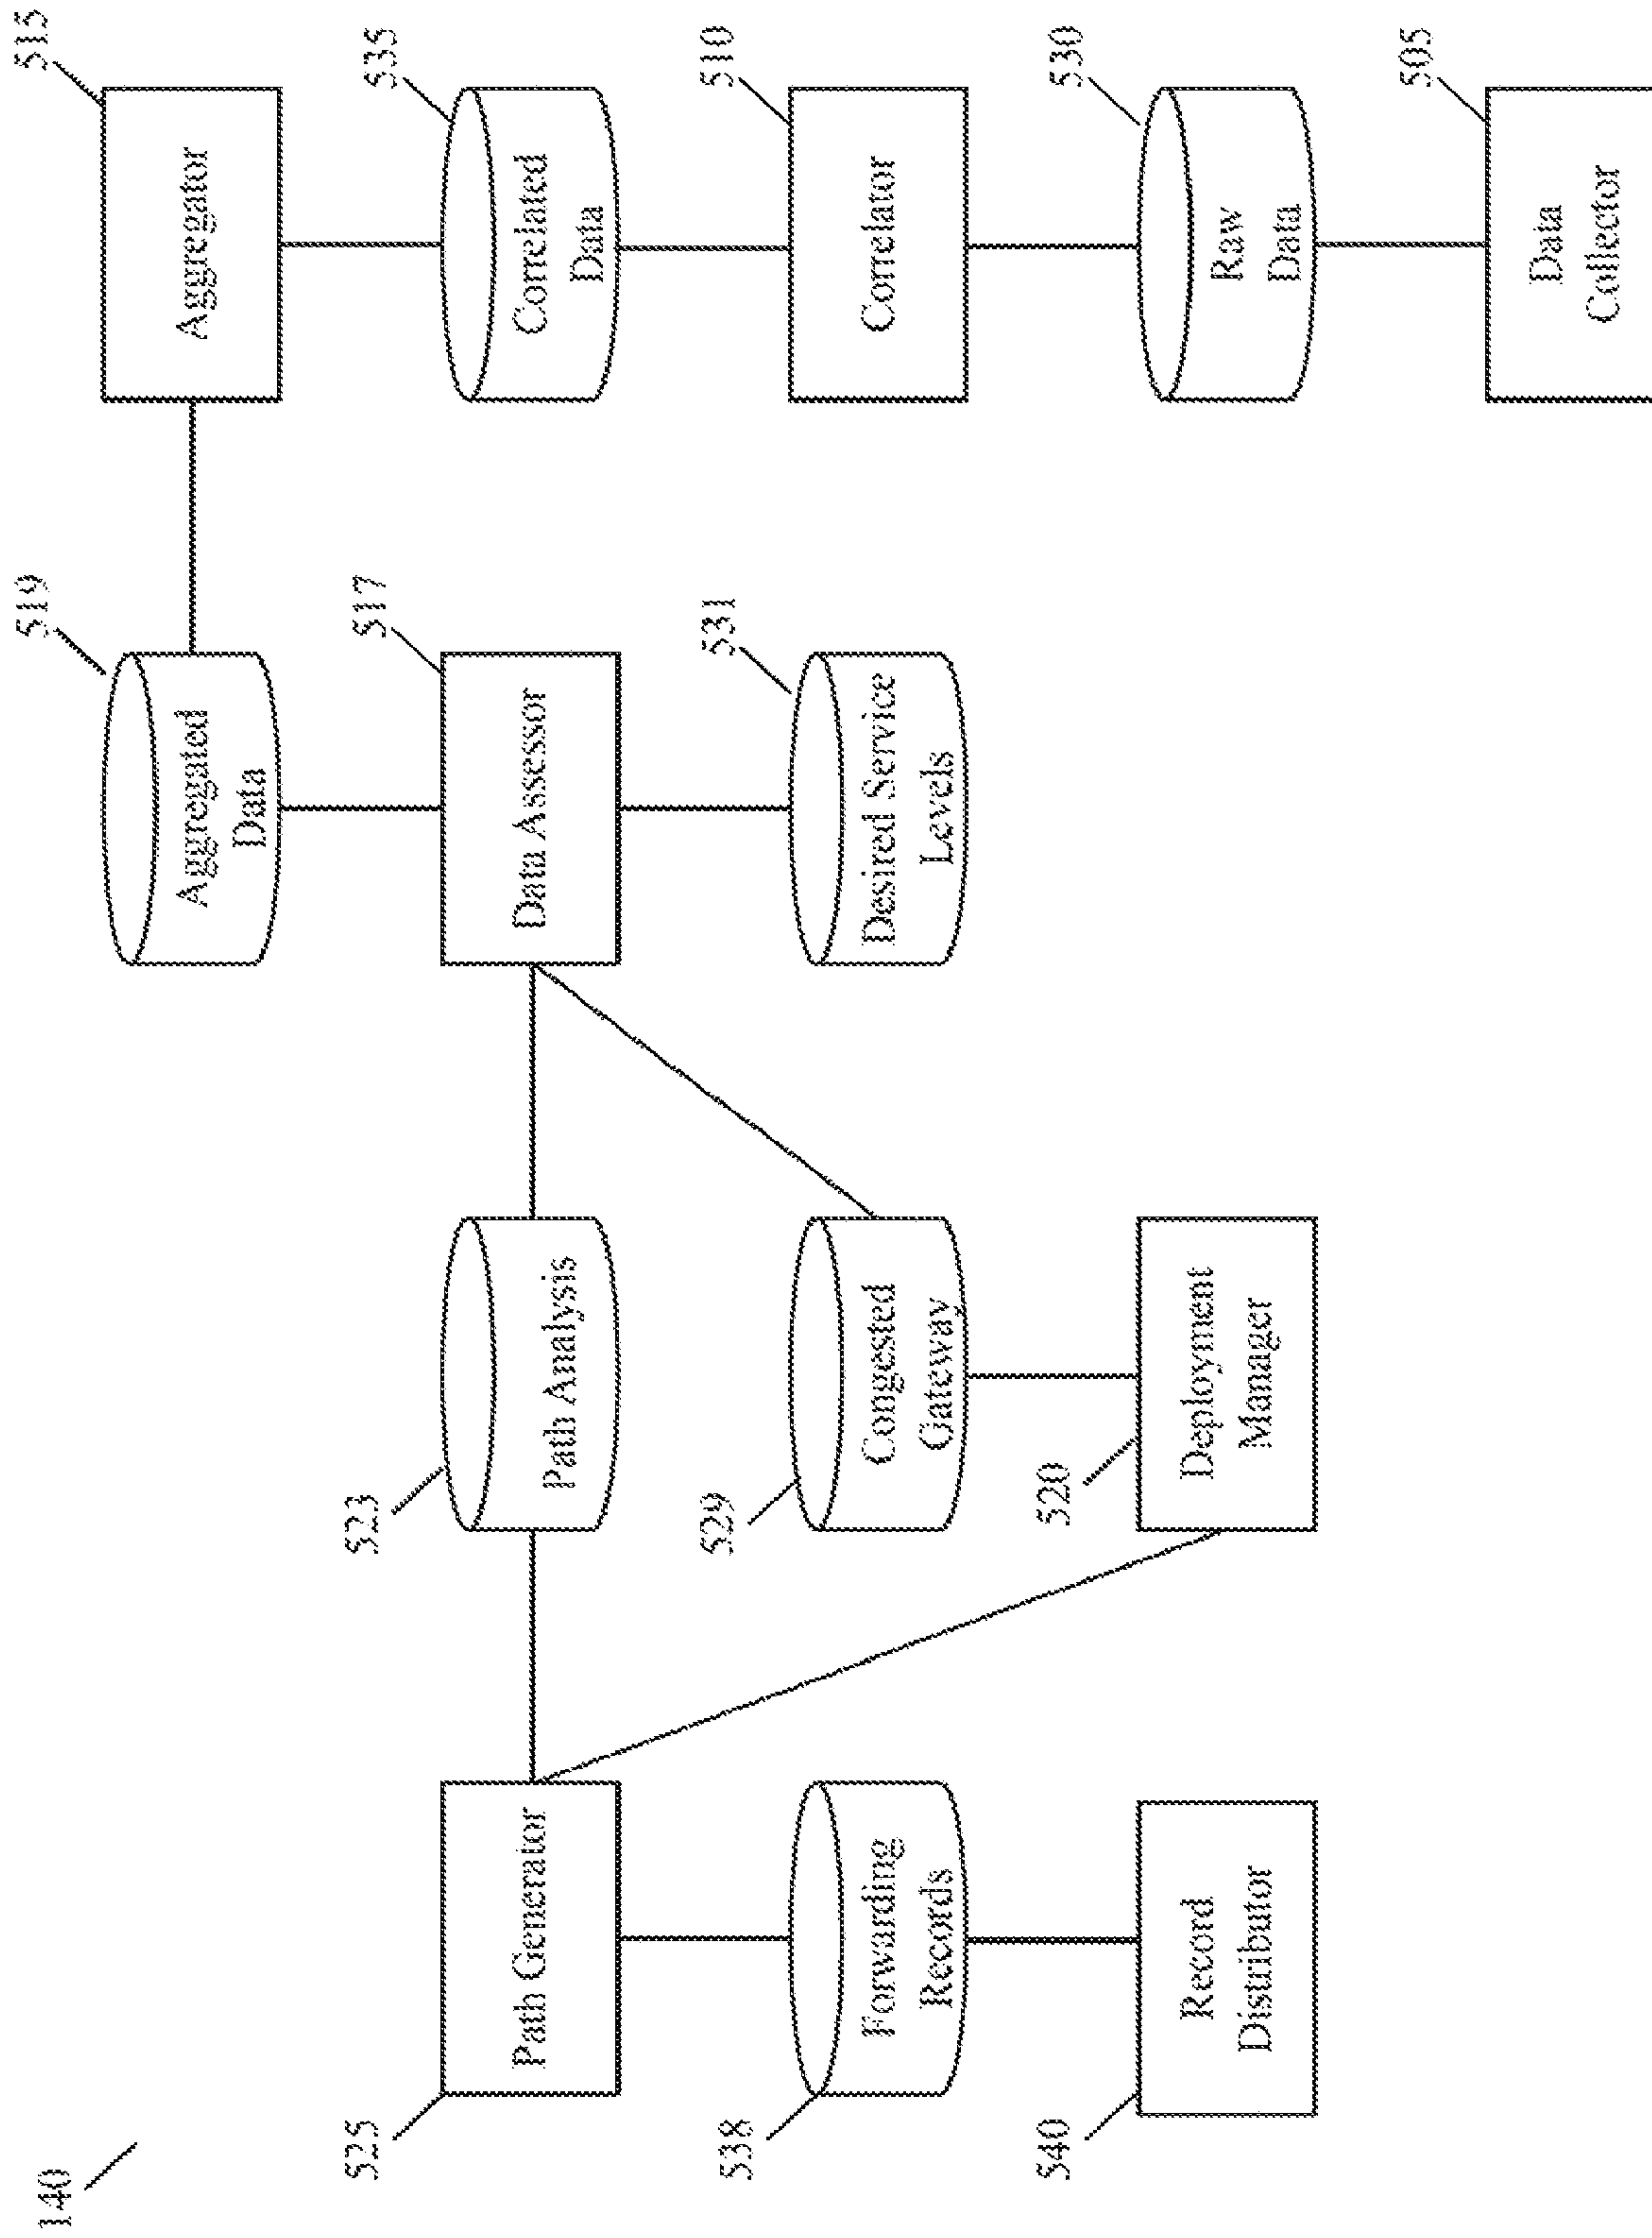 140
519
Aggregated
Data
515
Aggregator
525
Path Generator
523
Path Analysis
517
Data Assessor
535
Correlated
Data
538
Forwarding
Records
529
Congested
Gateway
531
Desired Service
Levels
510
Correlator
540
Record
Distributor
520
Deployment
Manager
530
Raw
Data
505
Data
Collector